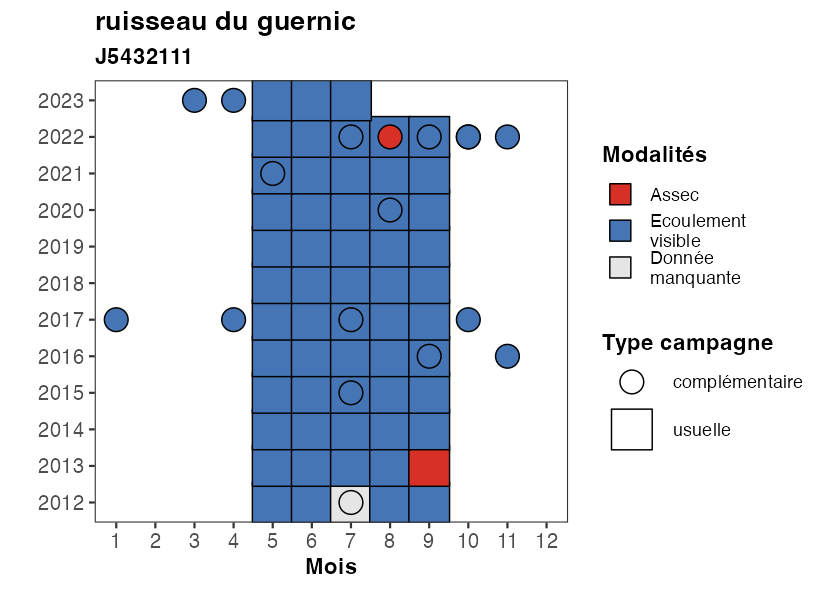 ruisseau du guernic
J5432111
2023
2022
2021
2020
2019
2018
2017
2016
2015
2014
2013
2012
1 2 3 4 5 6 7 8 9 10 11 12
Mois
Modalités
Assec
Ecoulement
visible
Donnée
manquante
Type campagne
complémentaire
usuelle